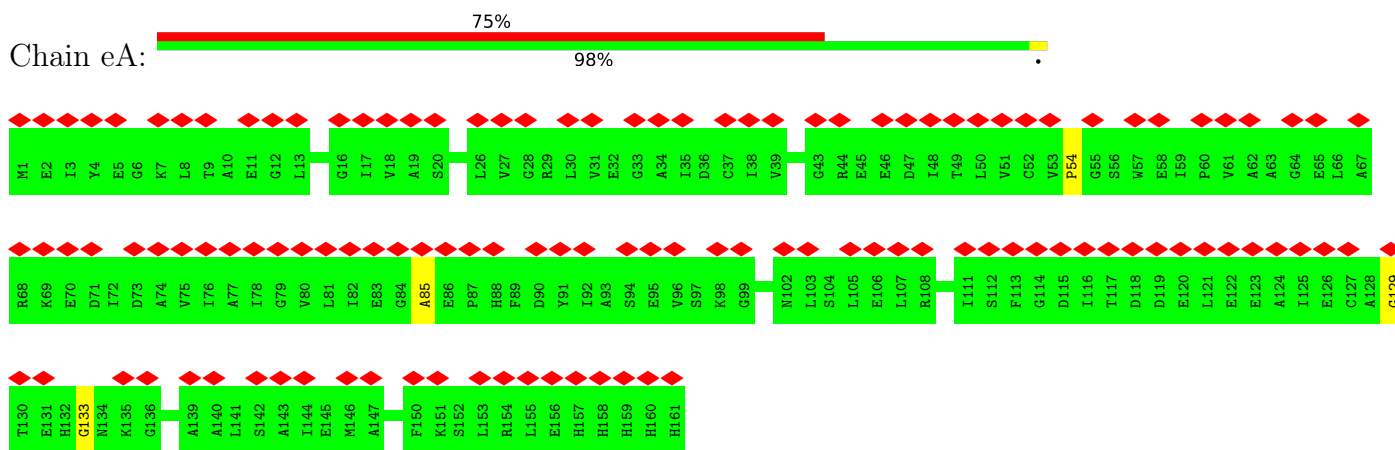 75%
Chain eA:
98%
.
M1 E2 I3 Y4 E5 G6 K7 L8 T9 A10 E11 G12 L13 G16 I17 V18 A19 S20 L26 V27 G28 R29 L30 V31 E32 G33 A34 I35 D36 C37 I38 V39 G43 R44 E45 E46 D47 I48 T49 L50 V51 C52 V53 P54 G55 S56 W57 E58 I59 P60 V61 A62 A63 G64 E65 L66 A67
R68 K69 E70 D71 I72 D73 A74 V75 I76 A77 I78 G79 V80 L81 I82 E83 G84 A85 E86 P87 H88 F89 D90 Y91 I92 A93 S94 E95 V96 S97 K98 G99 N102 L103 S104 L105 E106 L107 R108 I111 S112 F113 G114 D115 I116 T117 D118 D119 E120 L121 E122 E123 A124 I125 E126 C127 A128 G129
T130 E131 H132 G133 N134 K135 G136 A139 A140 L141 S142 A143 I144 E145 M146 A147 F150 K151 S152 L153 R154 L155 E156 H157 H158 H159 H160 H161